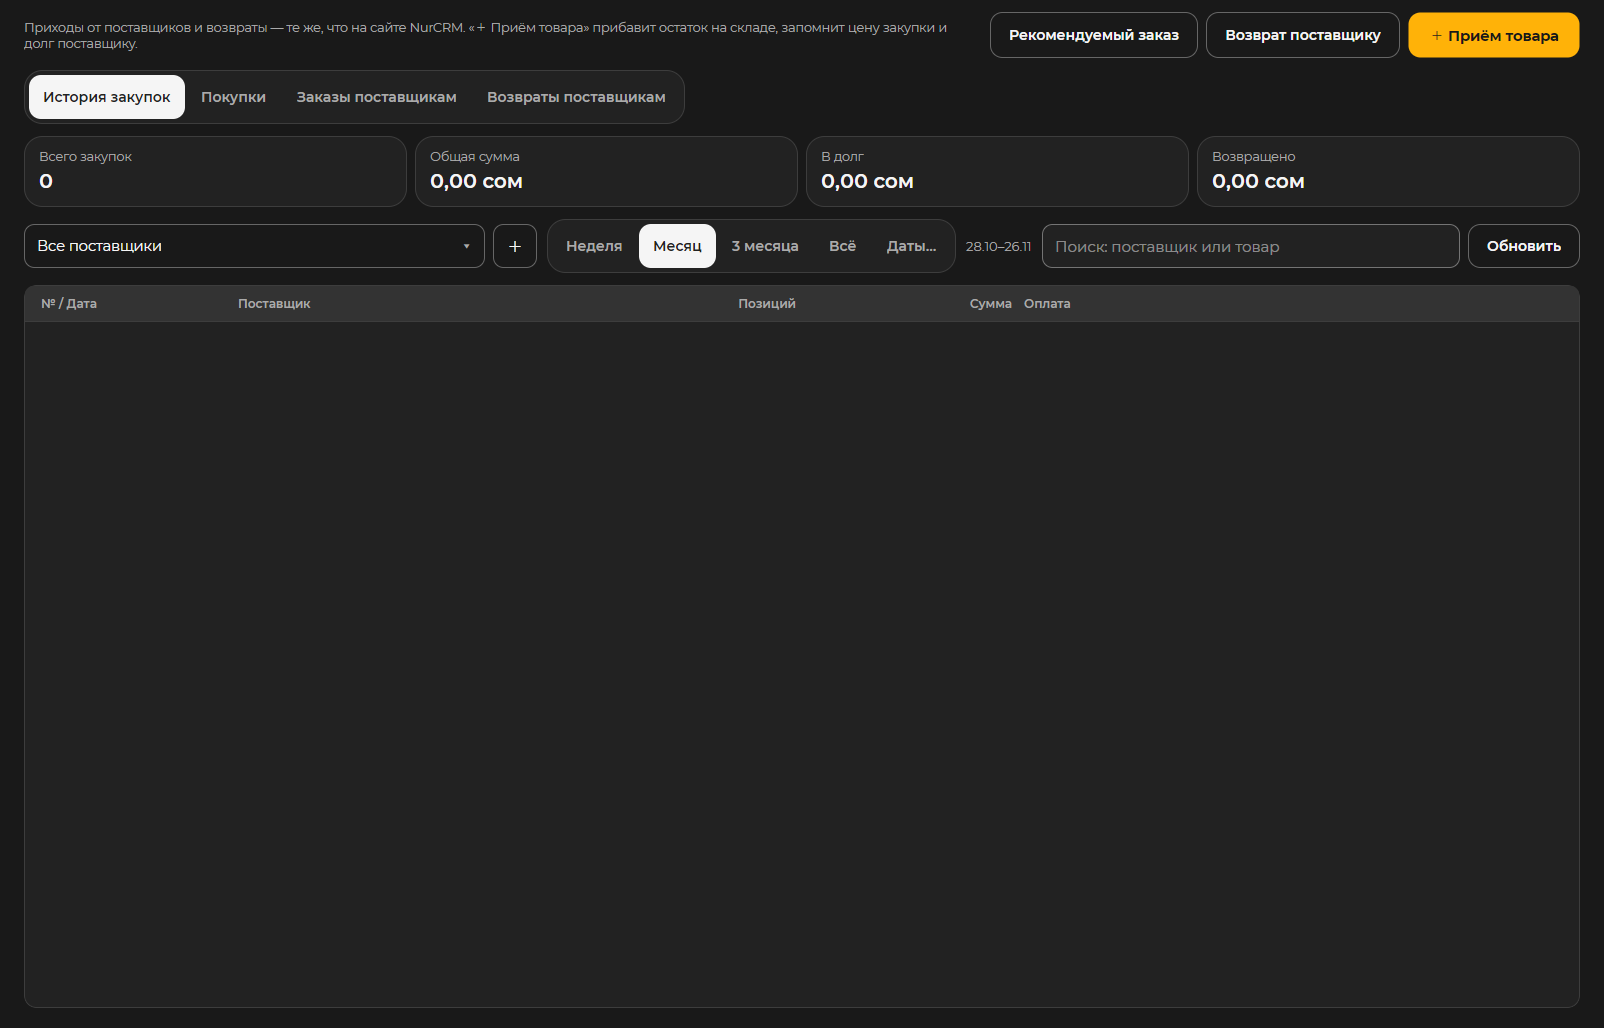 Приходы от поставщиков и возвраты — те же, что на сайте NurCRM. «+ Приём товара» прибавит остаток на складе, запомнит цену закупки и
долг поставщику.
Рекомендуемый заказ
Возврат поставщику
+ Приём товара
История закупок
Покупки
Заказы поставщикам
Возвраты поставщикам
Всего закупок
0
Общая сумма
0,00 сом
В долг
0,00 сом
Возвращено
0,00 сом
Все поставщики
+
Неделя
Месяц
3 месяца
Всё
Даты...
28.10–26.11
Поиск: поставщик или товар
Обновить
№ / Дата
Поставщик
Позиций
Сумма
Оплата